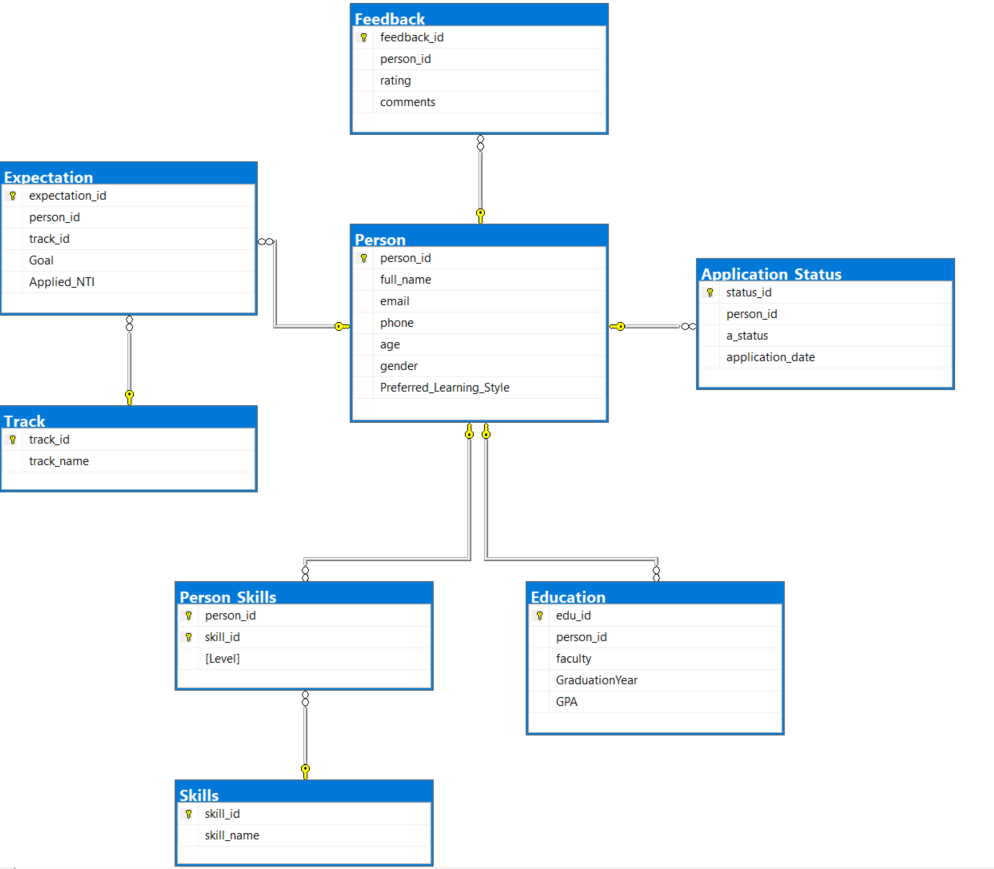 Feedback
feedback_id
person_id
rating
comments
Expectation
expectation_id
person_id
track_id
Goal
Applied_NTI
Person
person_id
full_name
email
phone
age
gender
Preferred_Learning_Style
Application_Status
status_id
person_id
a_status
application_date
Track
track_id
track_name
Person_Skills
person_id
skill_id
[Level]
Education
edu_id
person_id
faculty
GraduationYear
GPA
Skills
skill_id
skill_name